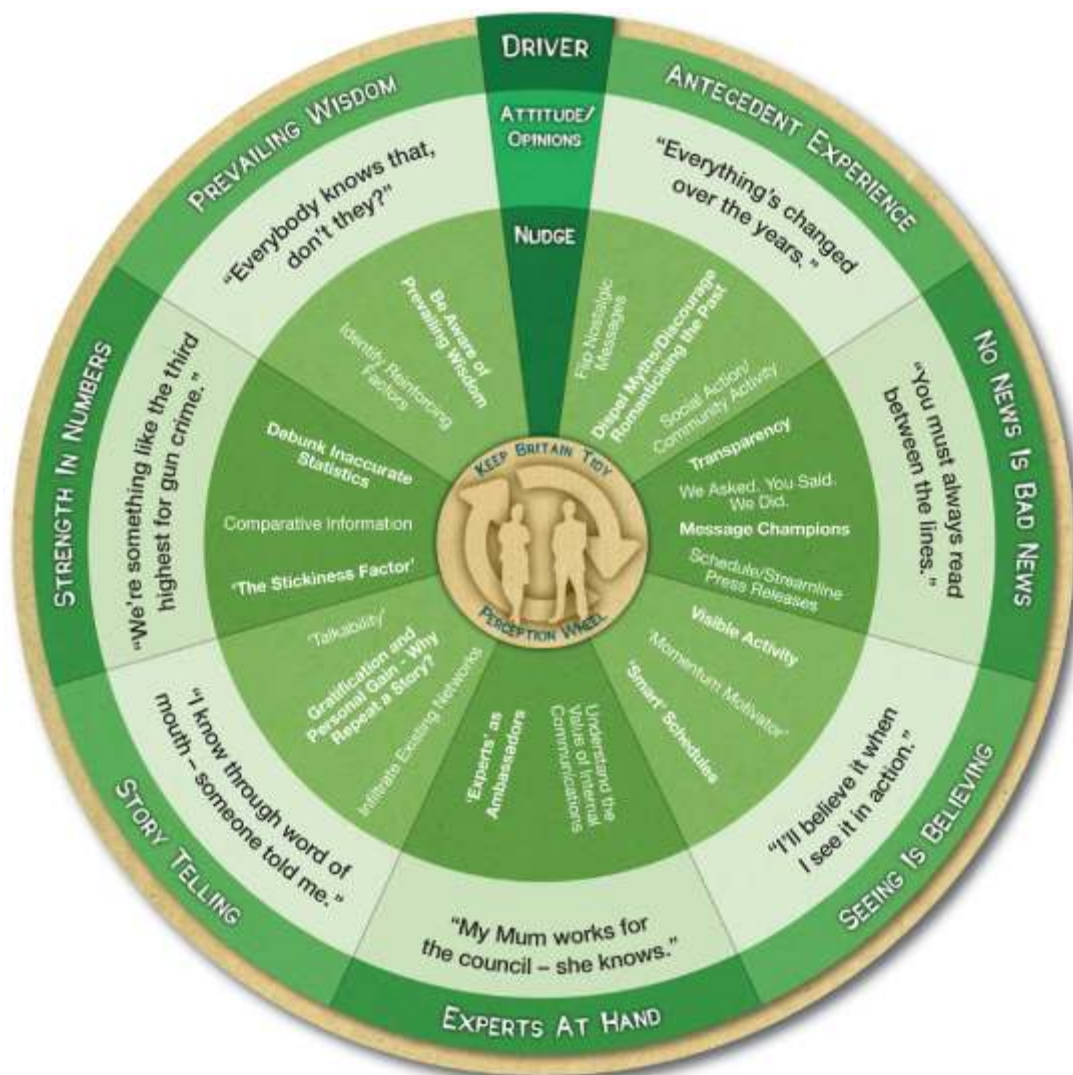 DRIVER
ATTITUDE/
OPINIONS
NUDGE
ANTECEDENT EXPERIENCE
"Everything's changed
over the years."
Flip Nostalgic
Messages
Dispel Myths/Discourage
Romanticising the Past
Social Action/
Community Activity
NO NEWS IS BAD NEWS
"You must always read
between the lines."
Transparency
We Asked. You Said.
We Did.
Message Champions
Schedule/Streamline
Press Releases
SEEING IS BELIEVING
"I'll believe it when
I see it in action."
Visible Activity
'Momentum Motivator'
'Smart' Schedules
EXPERTS AT HAND
"My Mum works for
the council – she knows."
Understand the
Value of Internal
Communications
'Experts' as
Ambassadors
STORY TELLING
"I know through word of
mouth – someone told me."
'Talkability'
Gratification and
Personal Gain - Why
Repeat a Story?
Infiltrate Existing Networks
STRENGTH IN NUMBERS
"We're something like the third
highest for gun crime."
Debunk Inaccurate
Statistics
Comparative Information
'The Stickiness Factor'
PREVAILING WISDOM
"Everybody knows that,
don't they?"
Be Aware of
Prevailing Wisdom
Identify Reinforcing
Factors
KEEP BRITAIN TIDY
PERCEPTION WHEEL